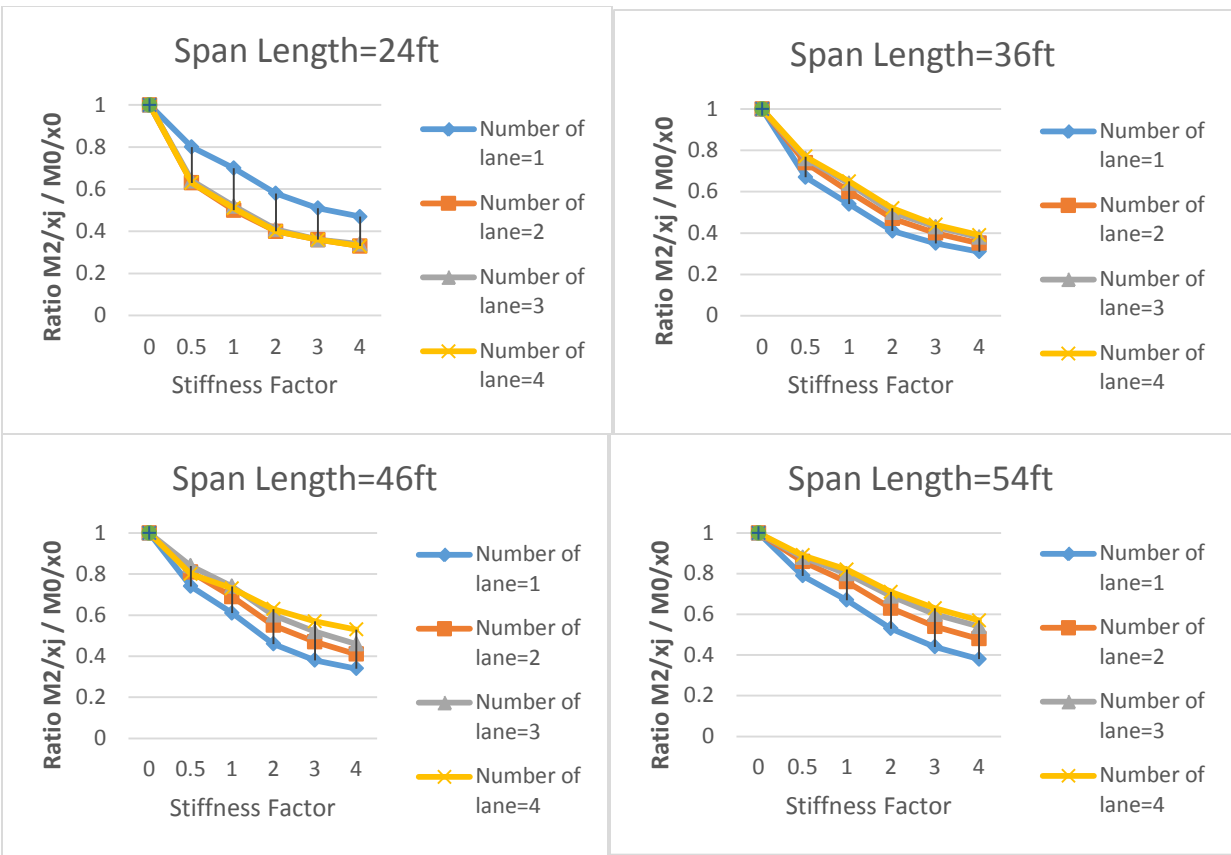 Span Length=24ft
Ratio M2/xj / M0/x0
1
0.8
0.6
0.4
0.2
0
0 0.5 1 2 3 4
Stiffness Factor
Number of
lane=1
Number of
lane=2
Number of
lane=3
Number of
lane=4
Span Length=36ft
Ratio M2/xj / M0/x0
1
0.8
0.6
0.4
0.2
0
0 0.5 1 2 3 4
Stiffness Factor
Number of
lane=1
Number of
lane=2
Number of
lane=3
Number of
lane=4
Span Length=46ft
Ratio M2/xj / M0/x0
1
0.8
0.6
0.4
0.2
0
0 0.5 1 2 3 4
Stiffness Factor
Number of
lane=1
Number of
lane=2
Number of
lane=3
Number of
lane=4
Span Length=54ft
Ratio M2/xj / M0/x0
1
0.8
0.6
0.4
0.2
0
0 0.5 1 2 3 4
Stiffness Factor
Number of
lane=1
Number of
lane=2
Number of
lane=3
Number of
lane=4